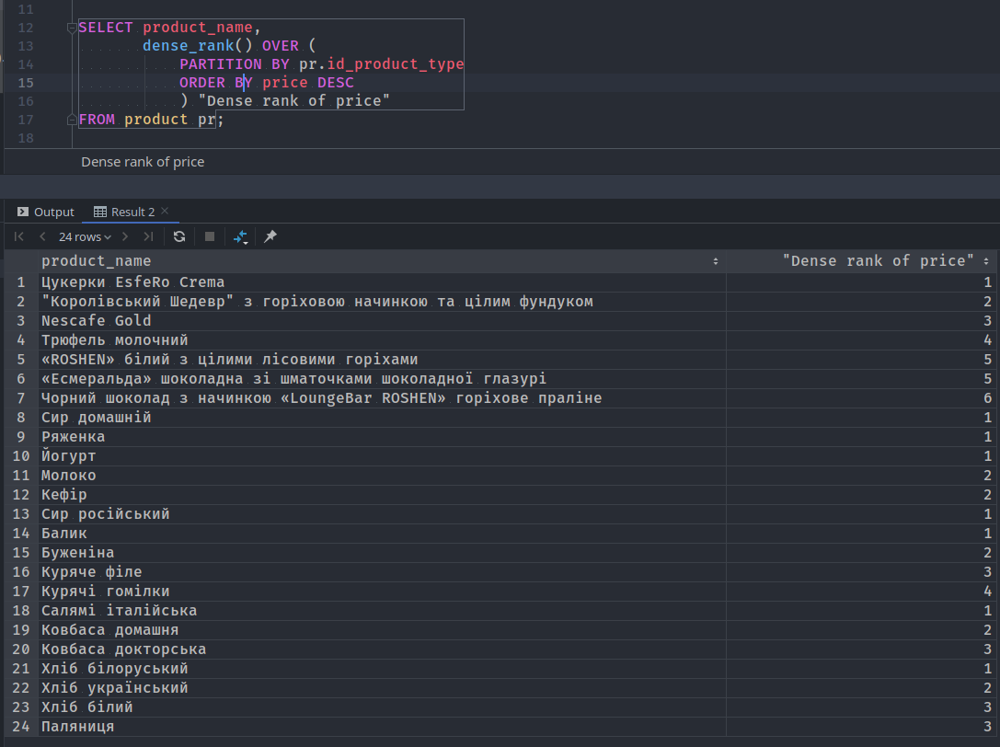 11
12 SELECT product_name,
13 dense_rank() OVER (
14 PARTITION BY pr.id_product_type
15 ORDER BY price DESC
16 ) "Dense rank of price"
17 FROM product pr;
18
Dense rank of price
Output Result 2
24 rows
product_name "Dense rank of price"
1 Цукерки EsfeRo Crema 1
2 "Королівський Шедевр" з горіховою начинкою та цілим фундуком 2
3 Nescafe Gold 3
4 Трюфель молочний 4
5 «ROSHEN» білий з цілими лісовими горіхами 5
6 «Есмеральда» шоколадна зі шматочками шоколадної глазурі 5
7 Чорний шоколад з начинкою «LoungeBar ROSHEN» горіхове праліне 6
8 Сир домашній 1
9 Ряженка 1
10 Йогурт 1
11 Молоко 2
12 Кефір 2
13 Сир російський 1
14 Балик 1
15 Буженіна 2
16 Куряче філе 3
17 Курячі гомілки 4
18 Салямі італійська 1
19 Ковбаса домашня 2
20 Ковбаса докторська 3
21 Хліб білоруський 1
22 Хліб український 2
23 Хліб білий 3
24 Паляниця 3